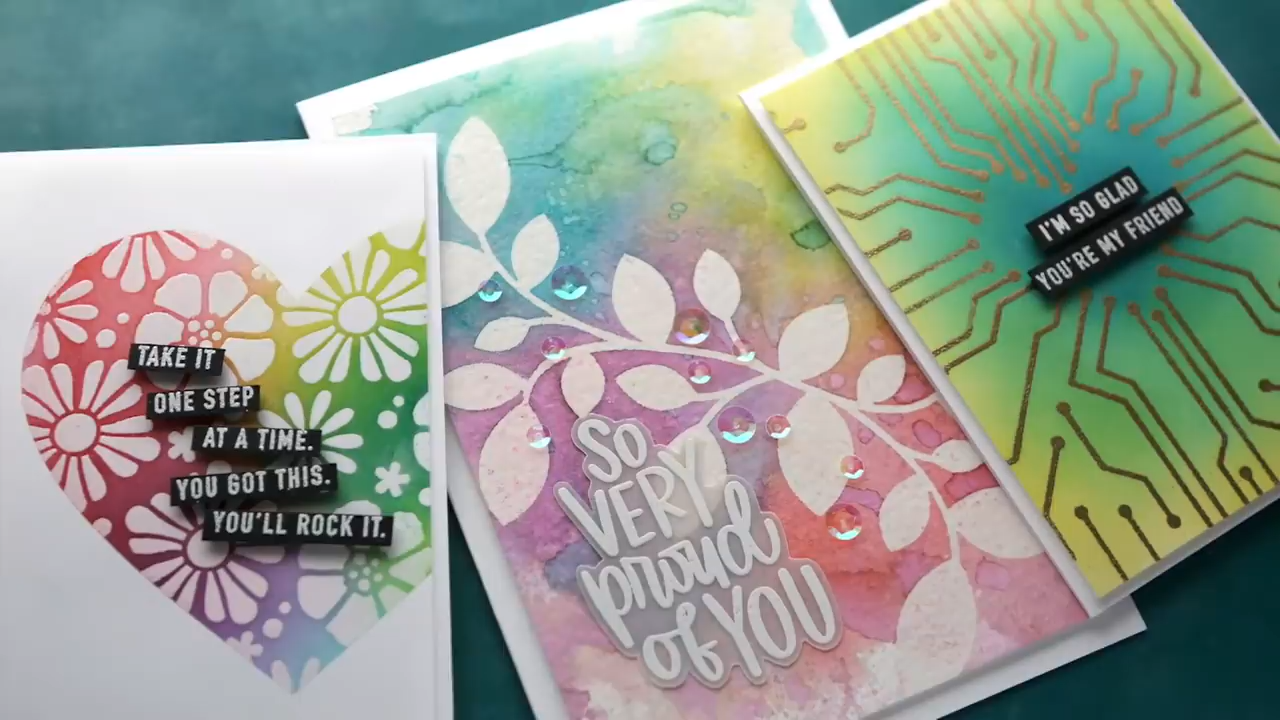 TAKE IT
ONE STEP
AT A TIME.
YOU GOT THIS.
YOU'LL ROCK IT.
SO
VERY
proud
of YOU
I'M SO GLAD
YOU'RE MY FRIEND